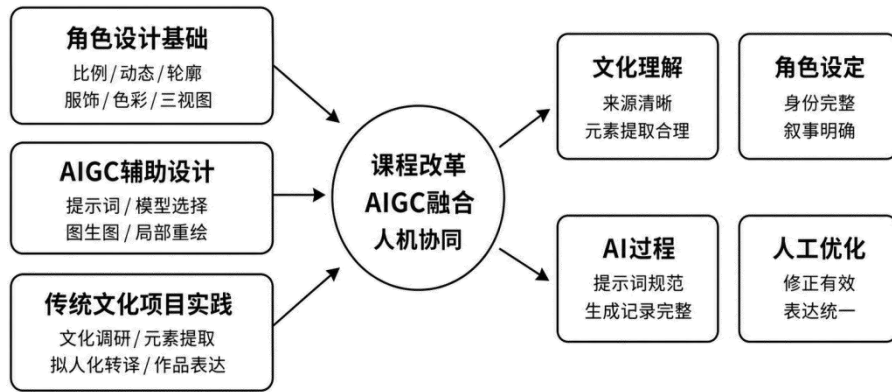 角色设计基础
比例 / 动态 / 轮廓
服饰 / 色彩 / 三视图
AIGC辅助设计
提示词 / 模型选择
图生图 / 局部重绘
传统文化项目实践
文化调研 / 元素提取
拟人化转译 / 作品表达
课程改革
AIGC融合
人机协同
文化理解
来源清晰
元素提取合理
角色设定
身份完整
叙事明确
AI过程
提示词规范
生成记录完整
人工优化
修正有效
表达统一